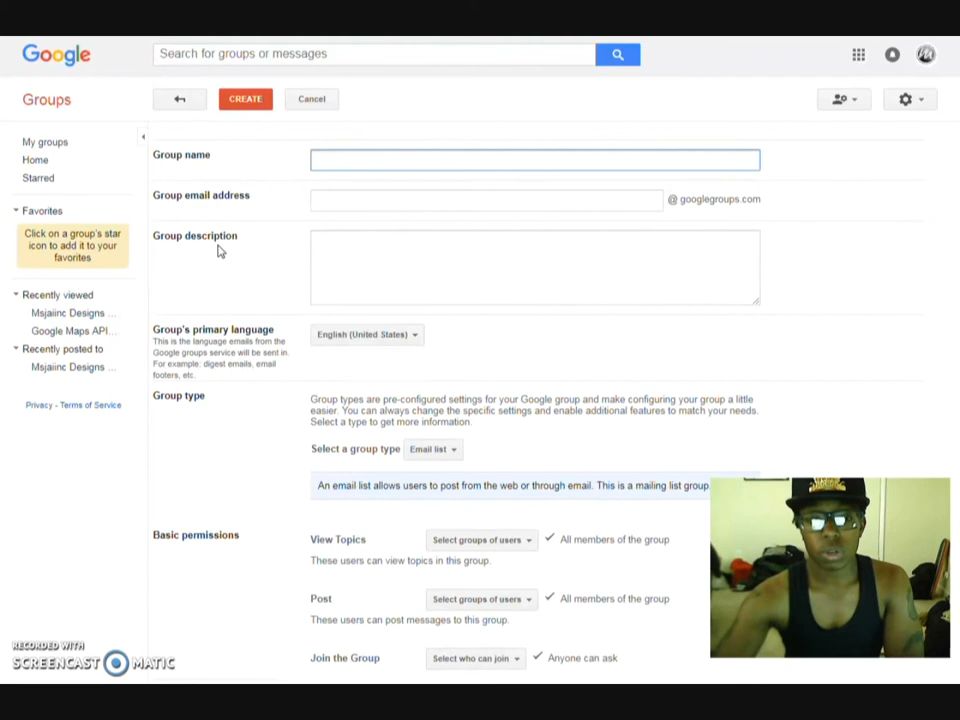 Google
Search for groups or messages
Groups
CREATE
Cancel
My groups
Home
Starred
Favorites
Click on a group's star
icon to add it to your
favorites
Recently viewed
Msjaiinc Designs ...
Google Maps API...
Recently posted to
Msjaiinc Designs ...
Privacy - Terms of Service
Group name
Group email address
@ googlegroups.com
Group description
Group's primary language
This is the language emails from the
Google groups service will be sent in.
For example: digest emails, email
footers, etc.
English (United States)
Group type
Group types are pre-configured settings for your Google group and make configuring your group a little
easier. You can always change the specific settings and enable additional features to match your needs.
Select a type to get more information.
Select a group type Email list
An email list allows users to post from the web or through email. This is a mailing list group.
Basic permissions
View Topics Select groups of users All members of the group
These users can view topics in this group.
Post Select groups of users All members of the group
These users can post messages to this group.
Join the Group Select who can join Anyone can ask
RECORDED WITH
SCREENCAST MATIC